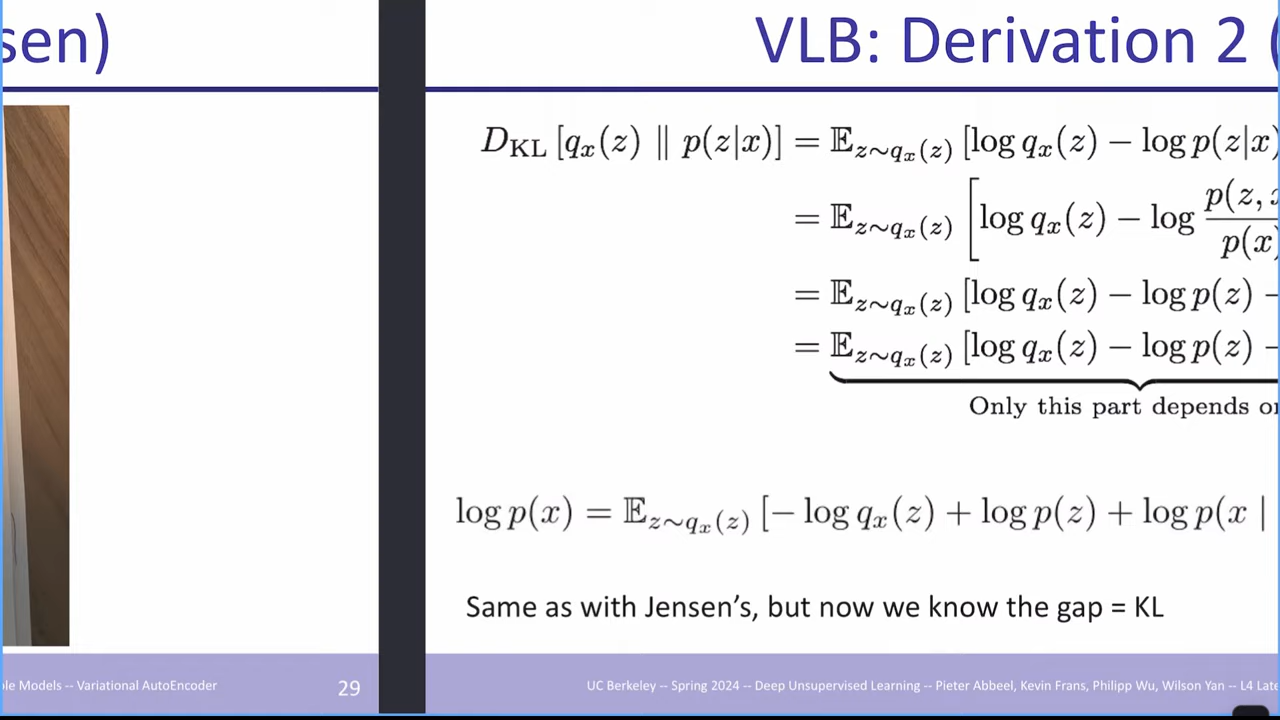 sen)
le Models -- Variational AutoEncoder
29
VLB: Derivation 2 (
D_KL [q_x(z) ∥ p(z|x)] = 𝔼_{z∼q_x(z)} [log q_x(z) − log p(z|x)
= 𝔼_{z∼q_x(z)} [log q_x(z) − log p(z, x / p(x)
= 𝔼_{z∼q_x(z)} [log q_x(z) − log p(z) −
= 𝔼_{z∼q_x(z)} [log q_x(z) − log p(z) −
Only this part depends on
log p(x) = 𝔼_{z∼q_x(z)} [− log q_x(z) + log p(z) + log p(x |
Same as with Jensen's, but now we know the gap = KL
UC Berkeley -- Spring 2024 -- Deep Unsupervised Learning -- Pieter Abbeel, Kevin Frans, Philipp Wu, Wilson Yan -- L4 Late